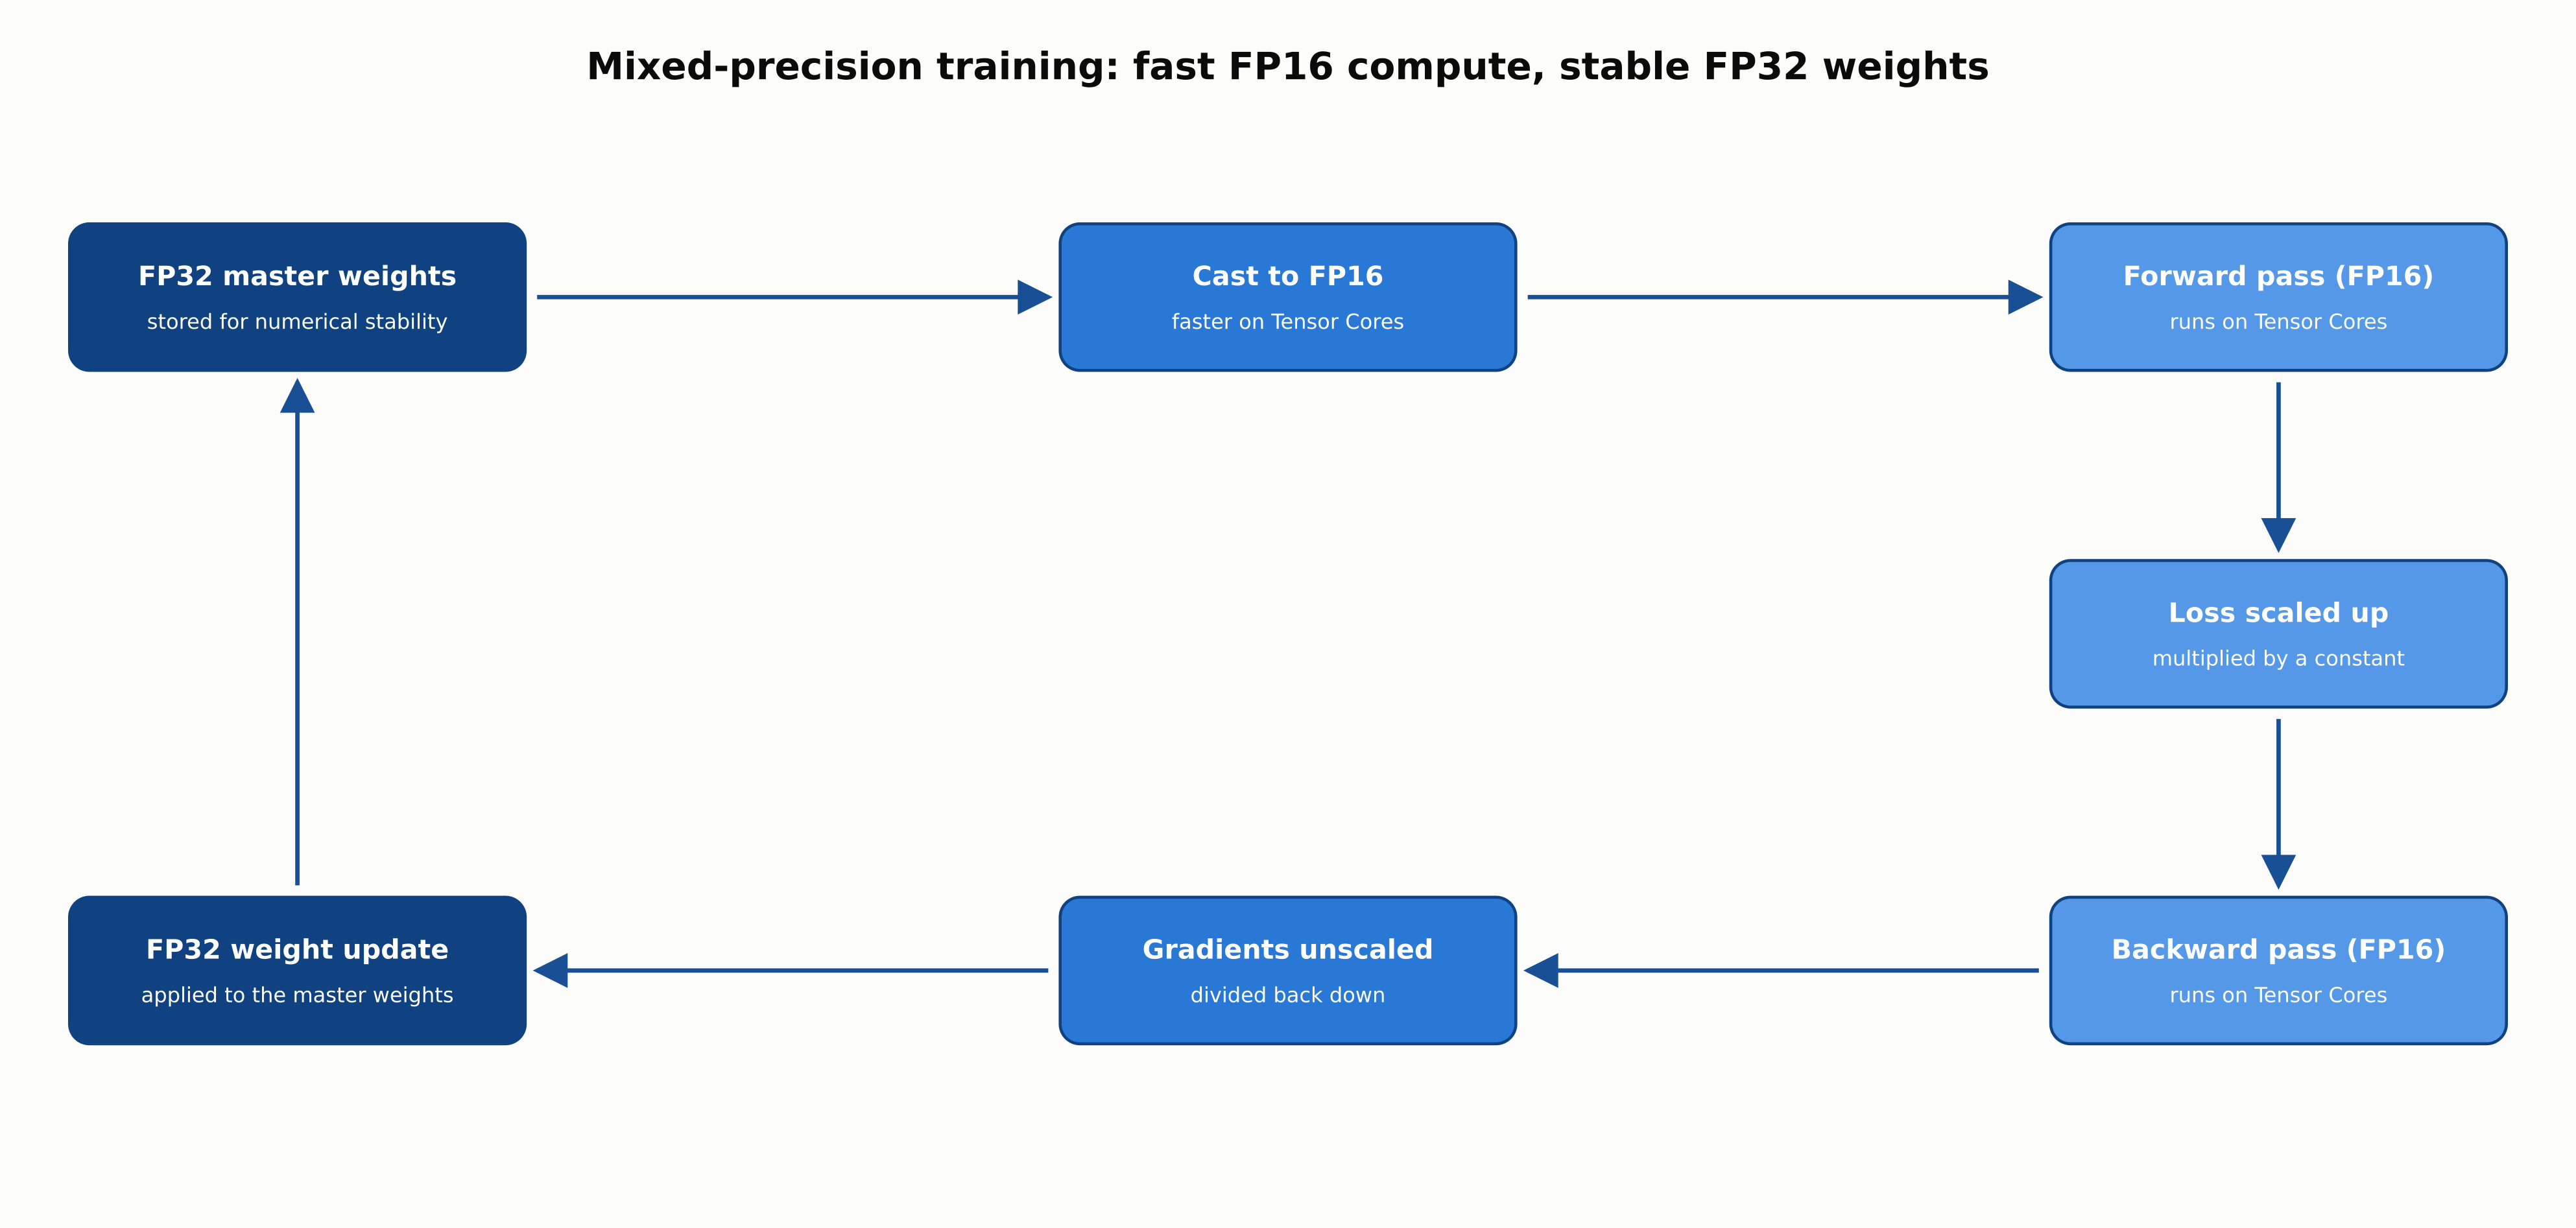 Mixed-precision training: fast FP16 compute, stable FP32 weights
FP32 master weights
stored for numerical stability
Cast to FP16
faster on Tensor Cores
Forward pass (FP16)
runs on Tensor Cores
Loss scaled up
multiplied by a constant
Backward pass (FP16)
runs on Tensor Cores
Gradients unscaled
divided back down
FP32 weight update
applied to the master weights